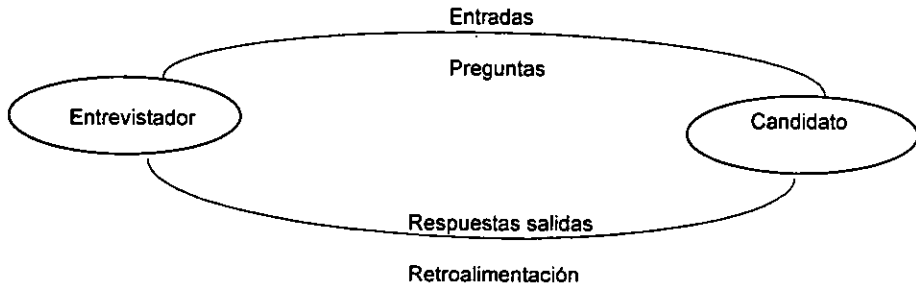 Entradas
Preguntas
Entrevistador
Candidato
Respuestas salidas
Retroalimentación